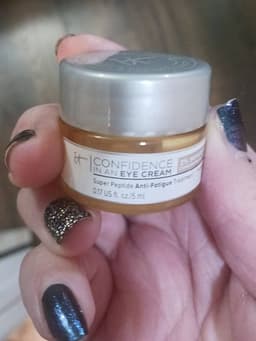 it
CONFIDENCE
IN AN EYE CREAM
Super Peptide Anti-Fatigue Treatment
0.17 US fl. oz./5 ml